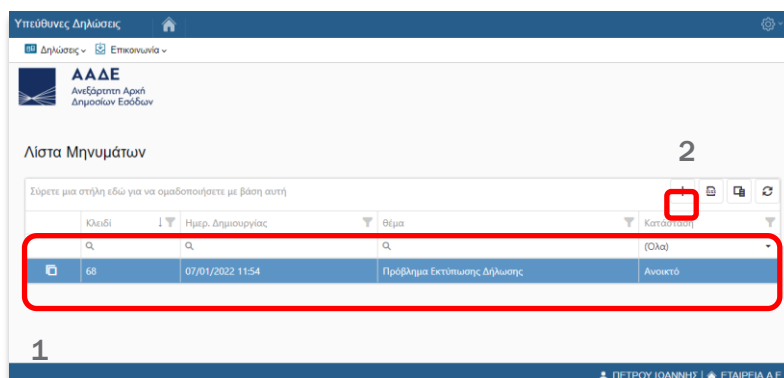 Υπεύθυνες Δηλώσεις
Δηλώσεις Επικοινωνία
ΑΑΔΕ
Ανεξάρτητη Αρχή
Δημοσίων Εσόδων
Λίστα Μηνυμάτων
2
Σύρετε μια στήλη εδώ για να ομαδοποιήσετε με βάση αυτή
Κλειδί Ημερ. Δημιουργίας Θέμα Κατάσταση
(Όλα)
68 07/01/2022 11:54 Πρόβλημα Εκτύπωσης Δήλωσης Ανοικτό
1
ΠΕΤΡΟΥ ΙΩΑΝΝΗΣ | ΕΤΑΙΡΕΙΑ Α.Ε